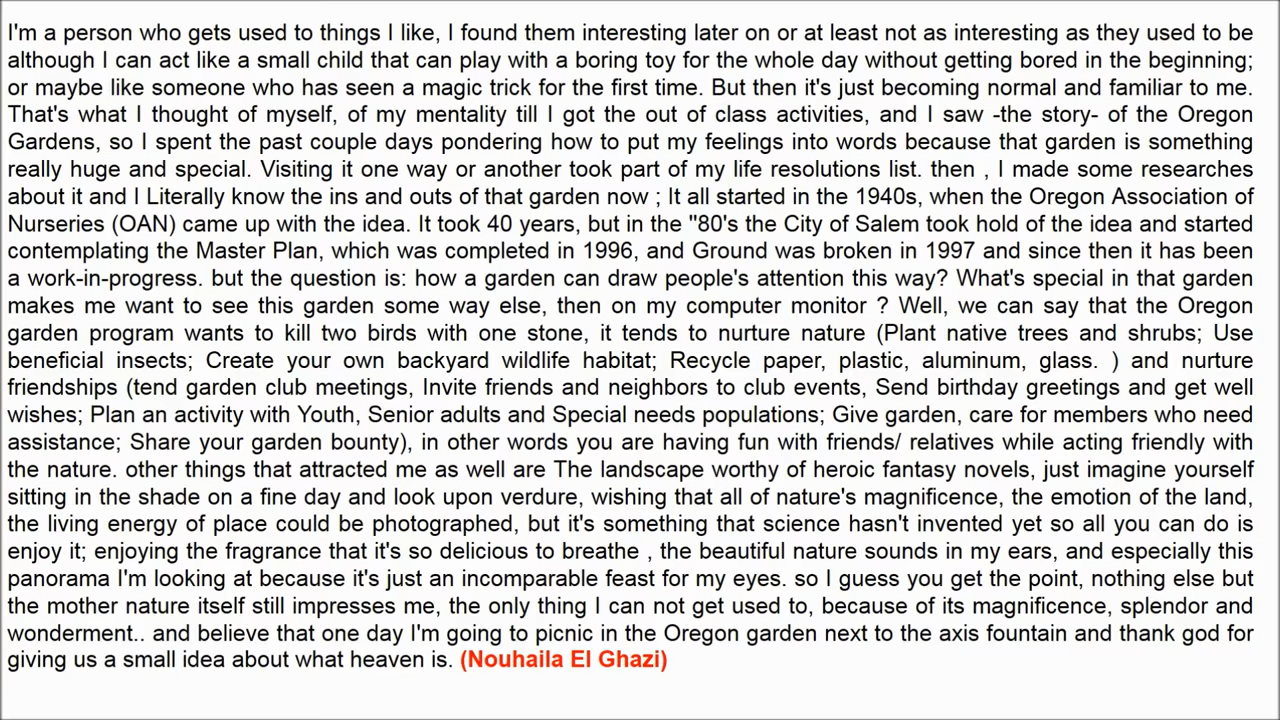 I'm a person who gets used to things I like, I found them interesting later on or at least not as interesting as they used to be
although I can act like a small child that can play with a boring toy for the whole day without getting bored in the beginning;
or maybe like someone who has seen a magic trick for the first time. But then it's just becoming normal and familiar to me.
That's what I thought of myself, of my mentality till I got the out of class activities, and I saw -the story- of the Oregon
Gardens, so I spent the past couple days pondering how to put my feelings into words because that garden is something
really huge and special. Visiting it one way or another took part of my life resolutions list. then , I made some researches
about it and I Literally know the ins and outs of that garden now ; It all started in the 1940s, when the Oregon Association of
Nurseries (OAN) came up with the idea. It took 40 years, but in the "80's the City of Salem took hold of the idea and started
contemplating the Master Plan, which was completed in 1996, and Ground was broken in 1997 and since then it has been
a work-in-progress. but the question is: how a garden can draw people's attention this way? What's special in that garden
makes me want to see this garden some way else, then on my computer monitor ? Well, we can say that the Oregon
garden program wants to kill two birds with one stone, it tends to nurture nature (Plant native trees and shrubs; Use
beneficial insects; Create your own backyard wildlife habitat; Recycle paper, plastic, aluminum, glass. ) and nurture
friendships (tend garden club meetings, Invite friends and neighbors to club events, Send birthday greetings and get well
wishes; Plan an activity with Youth, Senior adults and Special needs populations; Give garden, care for members who need
assistance; Share your garden bounty), in other words you are having fun with friends/ relatives while acting friendly with
the nature. other things that attracted me as well are The landscape worthy of heroic fantasy novels, just imagine yourself
sitting in the shade on a fine day and look upon verdure, wishing that all of nature's magnificence, the emotion of the land,
the living energy of place could be photographed, but it's something that science hasn't invented yet so all you can do is
enjoy it; enjoying the fragrance that it's so delicious to breathe , the beautiful nature sounds in my ears, and especially this
panorama I'm looking at because it's just an incomparable feast for my eyes. so I guess you get the point, nothing else but
the mother nature itself still impresses me, the only thing I can not get used to, because of its magnificence, splendor and
wonderment.. and believe that one day I'm going to picnic in the Oregon garden next to the axis fountain and thank god for
giving us a small idea about what heaven is. (Nouhaila El Ghazi)